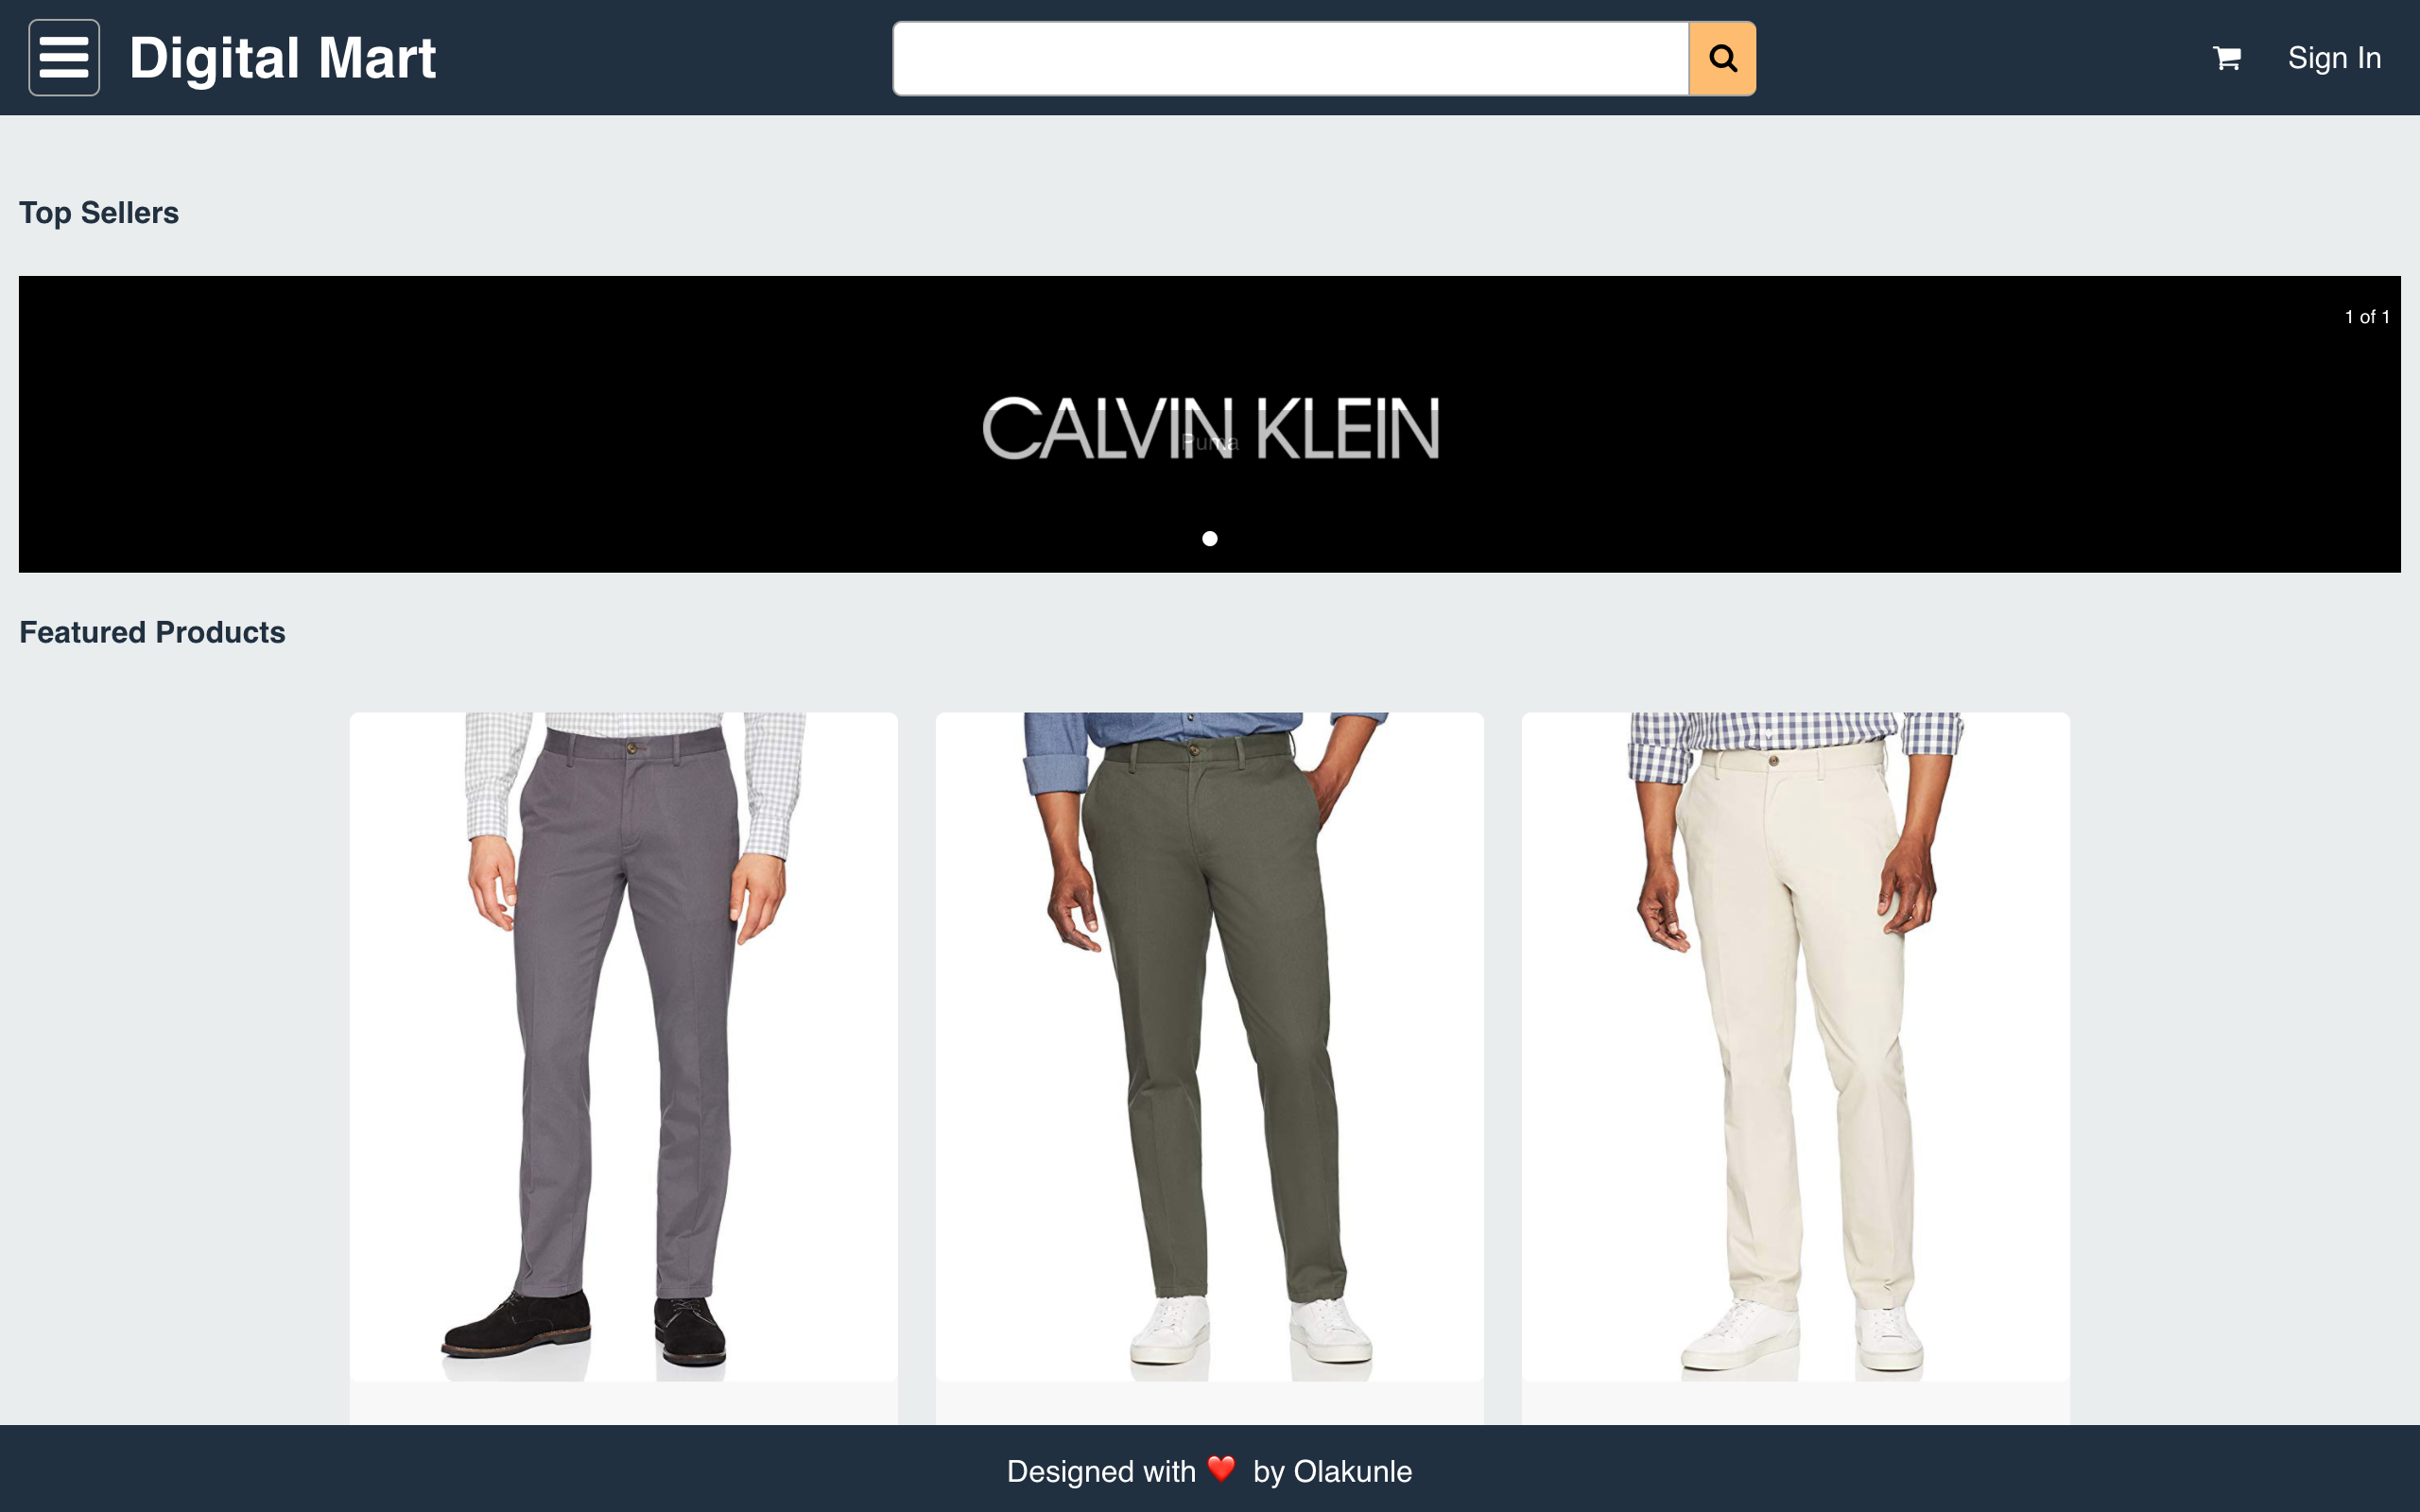 Digital Mart
Sign In
Top Sellers
1 of 1
CALVIN KLEIN
Puma
Featured Products
Designed with ❤️ by Olakunle